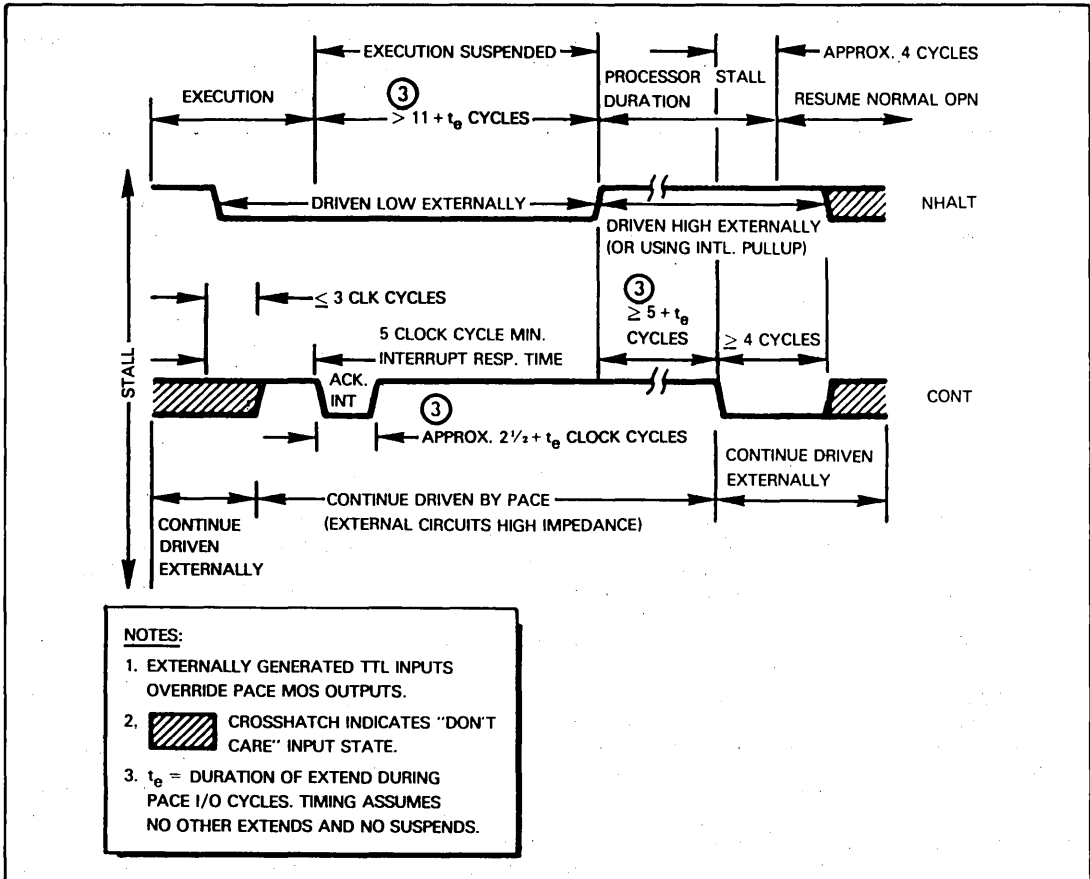 EXECUTION SUSPENDED
APPROX. 4 CYCLES
EXECUTION
3
> 11 + te CYCLES
PROCESSOR STALL
DURATION
RESUME NORMAL OPN
DRIVEN LOW EXTERNALLY
NHALT
DRIVEN HIGH EXTERNALLY
(OR USING INTL. PULLUP)
≤ 3 CLK CYCLES
3
≥ 5 + te
CYCLES
≥ 4 CYCLES
5 CLOCK CYCLE MIN.
INTERRUPT RESP. TIME
STALL
ACK.
INT
CONT
3
APPROX. 2 1/2 + te CLOCK CYCLES
CONTINUE DRIVEN
EXTERNALLY
CONTINUE DRIVEN BY PACE
(EXTERNAL CIRCUITS HIGH IMPEDANCE)
CONTINUE
DRIVEN
EXTERNALLY
NOTES:
1. EXTERNALLY GENERATED TTL INPUTS
OVERRIDE PACE MOS OUTPUTS.
2, CROSSHATCH INDICATES "DON'T
CARE" INPUT STATE.
3. te = DURATION OF EXTEND DURING
PACE I/O CYCLES. TIMING ASSUMES
NO OTHER EXTENDS AND NO SUSPENDS.